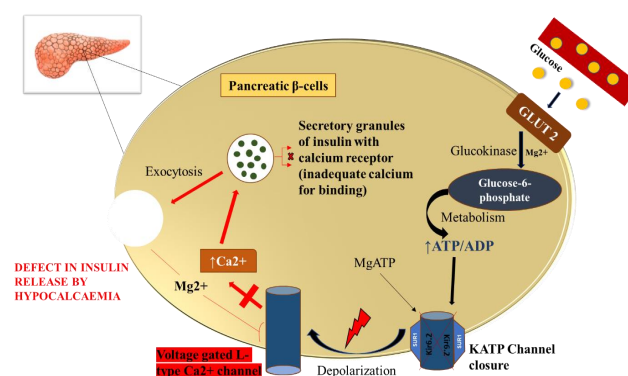 Glucose
Pancreatic β-cells
GLUT 2
Secretory granules
of insulin with
calcium receptor
(inadequate calcium
for binding)
Exocytosis
Glucokinase
Mg2+
Glucose-6-
phosphate
Metabolism
↑ATP/ADP
↑Ca2+
MgATP
DEFECT IN INSULIN
RELEASE BY
HYPOCALCAEMIA
Mg2+
SUR1
Kir6.2
Kir6.2
SUR1
KATP Channel
closure
Voltage gated L-
type Ca2+ channel
Depolarization